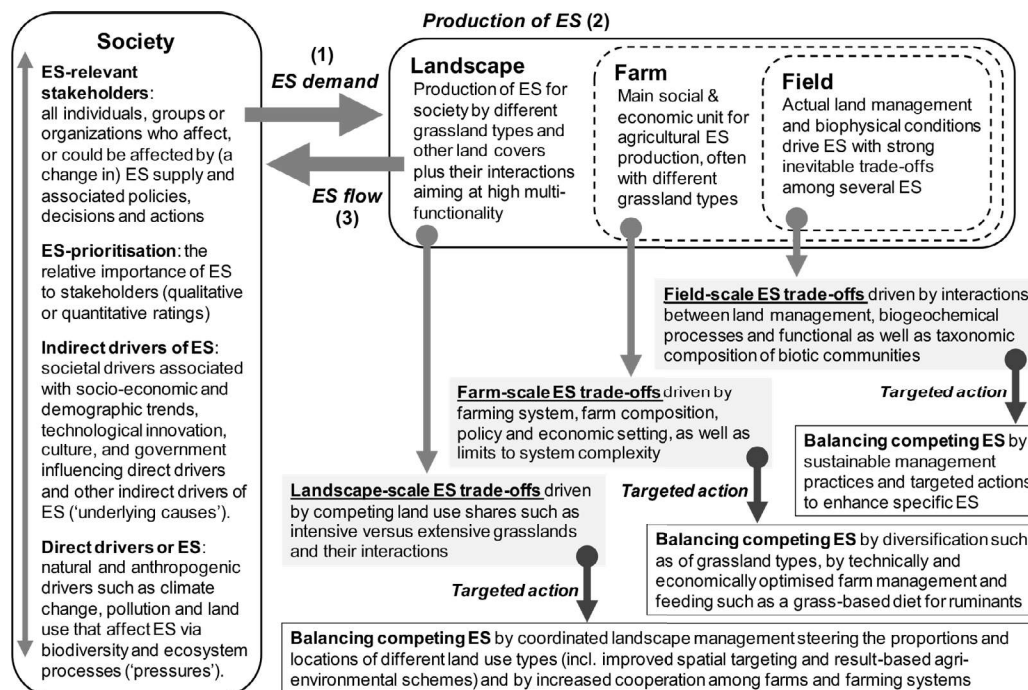 Society
ES-relevant
stakeholders:
all individuals, groups or
organizations who affect,
or could be affected by (a
change in) ES supply and
associated policies,
decisions and actions
ES-prioritisation: the
relative importance of ES
to stakeholders (qualitative
or quantitative ratings)
Indirect drivers of ES:
societal drivers associated
with socio-economic and
demographic trends,
technological innovation,
culture, and government
influencing direct drivers
and other indirect drivers of
ES (‘underlying causes’).
Direct drivers or ES:
natural and anthropogenic
drivers such as climate
change, pollution and land
use that affect ES via
biodiversity and ecosystem
processes (‘pressures’).
(1)
ES demand
ES flow
(3)
Production of ES (2)
Landscape
Production of ES for
society by different
grassland types and
other land covers
plus their interactions
aiming at high multi-
functionality
Farm
Main social &
economic unit for
agricultural ES
production, often
with different
grassland types
Field
Actual land management
and biophysical conditions
drive ES with strong
inevitable trade-offs
among several ES
Field-scale ES trade-offs driven by interactions
between land management, biogeochemical
processes and functional as well as taxonomic
composition of biotic communities
Targeted action
Balancing competing ES by
sustainable management
practices and targeted actions
to enhance specific ES
Farm-scale ES trade-offs driven by
farming system, farm composition,
policy and economic setting, as well as
limits to system complexity
Targeted action
Balancing competing ES by diversification such
as of grassland types, by technically and
economically optimised farm management and
feeding such as a grass-based diet for ruminants
Landscape-scale ES trade-offs driven
by competing land use shares such as
intensive versus extensive grasslands
and their interactions
Targeted action
Balancing competing ES by coordinated landscape management steering the proportions and
locations of different land use types (incl. improved spatial targeting and result-based agri-
environmental schemes) and by increased cooperation among farms and farming systems